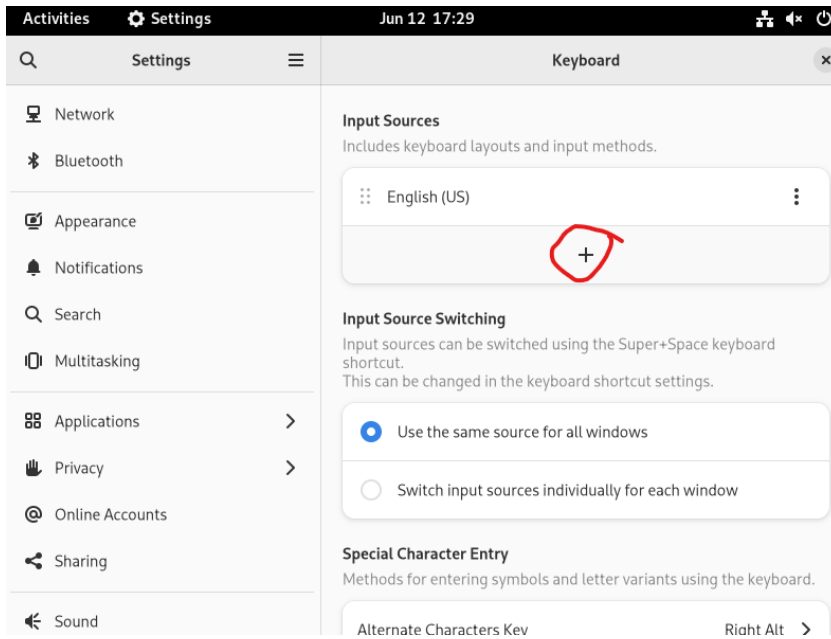 Activities Settings Jun 12 17:29
Settings
Keyboard
Network
Bluetooth
Appearance
Notifications
Search
Multitasking
Applications
Privacy
Online Accounts
Sharing
Sound
Input Sources
Includes keyboard layouts and input methods.
English (US)
Input Source Switching
Input sources can be switched using the Super+Space keyboard
shortcut.
This can be changed in the keyboard shortcut settings.
Use the same source for all windows
Switch input sources individually for each window
Special Character Entry
Methods for entering symbols and letter variants using the keyboard.
Alternate Characters Key Right Alt